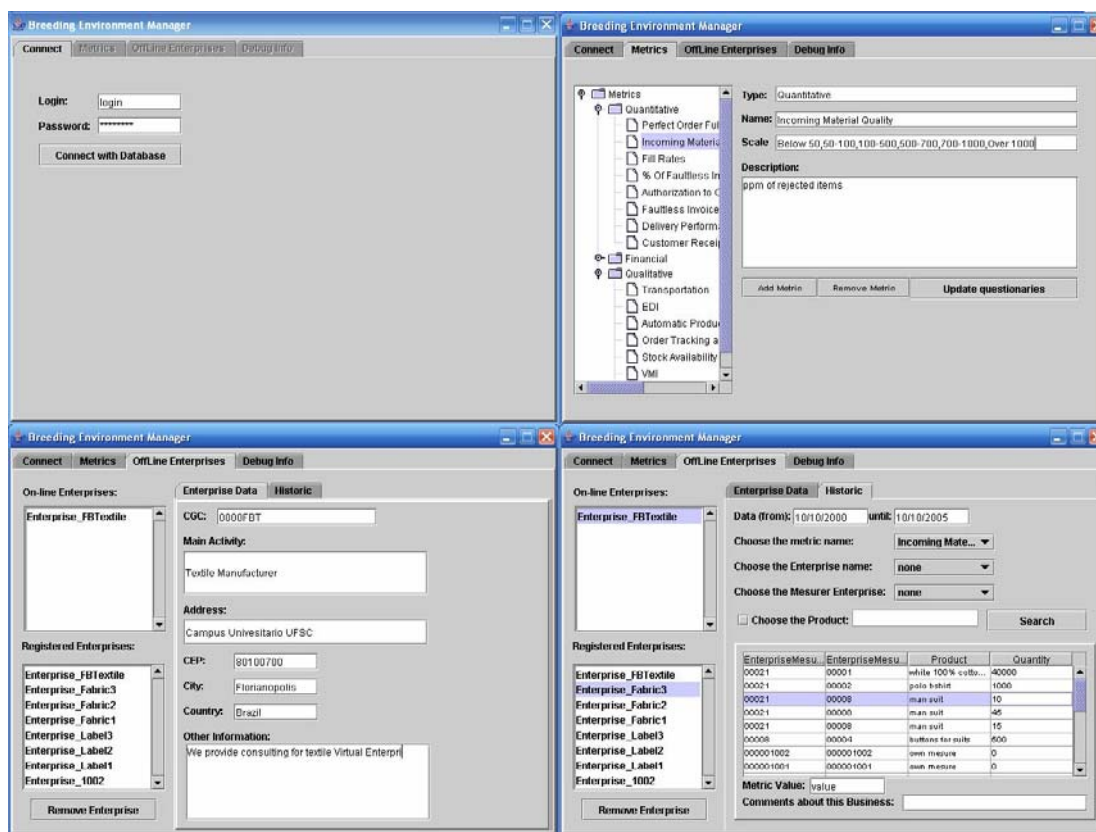 Breeding Environment Manager
Connect Metrics OffLine Enterprises Debug Info
Login: login
Password: ********
Connect with Database
Breeding Environment Manager
Connect Metrics OffLine Enterprises Debug Info
Metrics
Quantitative
Perfect Order Ful
Incoming Materia
Fill Rates
% Of Faultless In
Authorization to C
Faultless Invoice
Delivery Perform
Customer Recei
Financial
Qualitative
Transportation
EDI
Automatic Produ
Order Tracking a
Stock Availability
VMI
Type: Quantitative
Name: Incoming Material Quality
Scale Below 50,50-100,100-500,500-700,700-1000,Over 1000
Description:
ppm of rejected items
Add Metric Remove Metric Update questionaries
Breeding Environment Manager
Connect Metrics OffLine Enterprises Debug Info
On-line Enterprises:
Enterprise_FBTextile
Registered Enterprises:
Enterprise_FBTextile
Enterprise_Fabric3
Enterprise_Fabric2
Enterprise_Fabric1
Enterprise_Label3
Enterprise_Label2
Enterprise_Label1
Enterprise_1002
Remove Enterprise
Enterprise Data Historic
CGC: 0000FBT
Main Activity:
Textile Manufacturer
Address:
Campus Univesitario UFSC
CEP: 80100700
City: Florianopolis
Country: Brazil
Other Information:
We provide consulting for textile Virtual Enterpri
Breeding Environment Manager
Connect Metrics OffLine Enterprises Debug Info
On-line Enterprises:
Enterprise_FBTextile
Registered Enterprises:
Enterprise_FBTextile
Enterprise_Fabric3
Enterprise_Fabric2
Enterprise_Fabric1
Enterprise_Label3
Enterprise_Label2
Enterprise_Label1
Enterprise_1002
Remove Enterprise
Enterprise Data Historic
Data (from): 10/10/2000 until: 10/10/2005
Choose the metric name: Incoming Mate...
Choose the Enterprise name: none
Choose the Mesurer Enterprise: none
Choose the Product: Search
EnterpriseMesu... EnterpriseMesu... Product Quantity
00021 00001 white 100% cotto... 40000
00021 00002 polo tshirt 1000
00021 man suit 10
00021 man suit
00021 man suit 15
00004 buttons for suits
000001002 000001002 own mesure 0
000001001 000001001 own mesure 0
Metric Value: value
Comments about this Business: